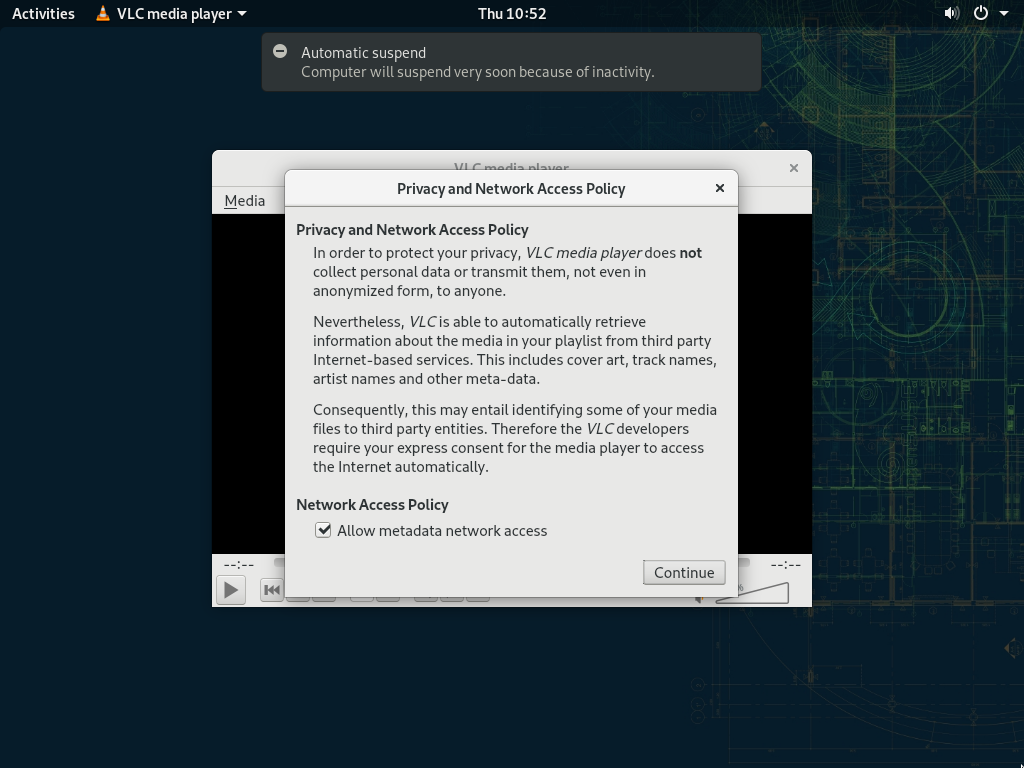 Activities VLC media player Thu 10:52
Automatic suspend
Computer will suspend very soon because of inactivity.
VLC media player
Privacy and Network Access Policy
Media
Privacy and Network Access Policy
In order to protect your privacy, VLC media player does not
collect personal data or transmit them, not even in
anonymized form, to anyone.
Nevertheless, VLC is able to automatically retrieve
information about the media in your playlist from third party
Internet-based services. This includes cover art, track names,
artist names and other meta-data.
Consequently, this may entail identifying some of your media
files to third party entities. Therefore the VLC developers
require your express consent for the media player to access
the Internet automatically.
Network Access Policy
Allow metadata network access
--:-- --:--
Continue
%